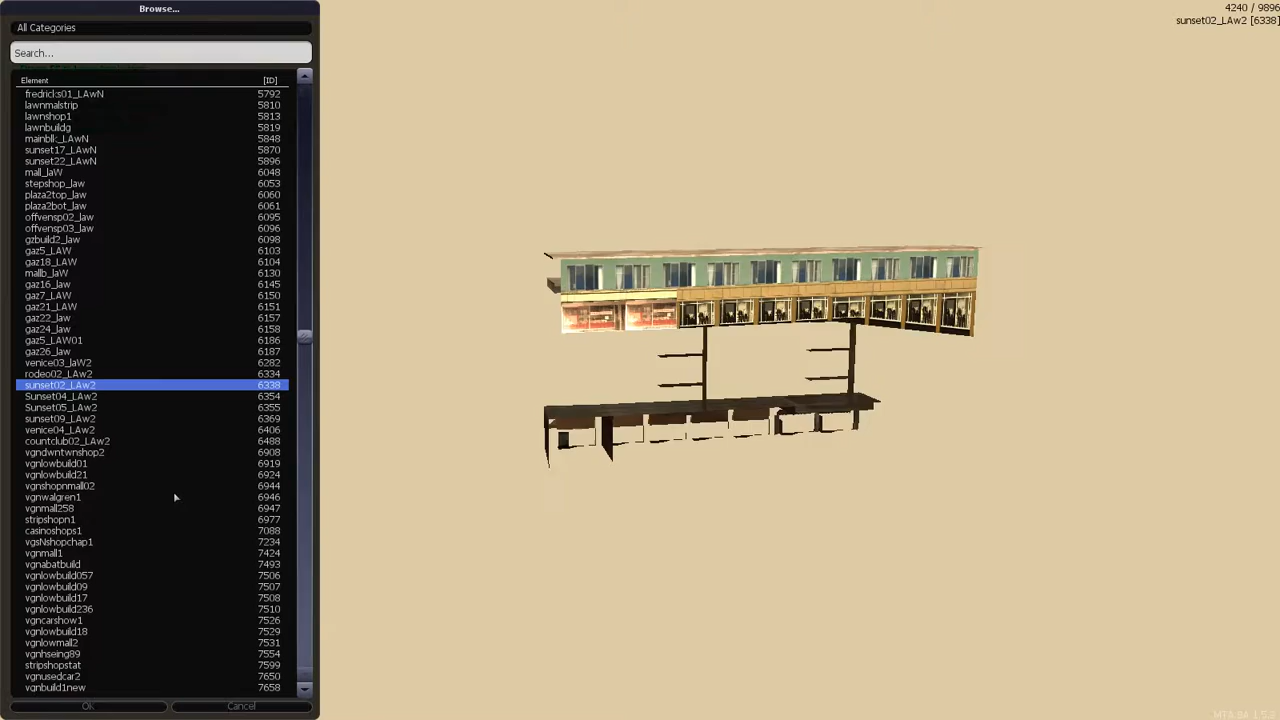 Browse...
4240 / 9896
sunset02_LAw2 [6338]
All Categories
Search...
Element [ID]
fredricks01_LAwN 5792
lawnmalstrip 5810
lawnshop1 5813
lawnbuildg 5819
mainblk_LAwN 5848
sunset17_LAwN 5870
sunset22_LAwN 5896
mall_laW 6048
stepshop_law 6053
plaza2top_law 6060
plaza2bot_law 6061
offvensp02_law 6095
offvensp03_law 6096
gzbuild2_law 6098
gaz5_LAW 6103
gaz18_LAW 6104
mallb_laW 6130
gaz16_law 6145
gaz7_LAW 6150
gaz21_LAW 6151
gaz22_law 6157
gaz24_law 6158
gaz5_LAW01 6186
gaz26_law 6187
venice03_laW2 6282
rodeo02_LAw2 6334
sunset02_LAw2 6338
Sunset04_LAw2 6354
Sunset05_LAw2 6355
sunset09_LAw2 6369
venice04_LAw2 6406
countclub02_LAw2 6488
vgndwntwnshop2 6908
vgnlowbuild01 6919
vgnlowbuild21 6924
vgnshopnmall02 6944
vgnwalgren1 6946
vgnmall258 6947
stripshopn1 6977
casinoshops1 7088
vgsNshopchap1 7234
vgnmall1 7424
vgnabatbuild 7493
vgnlowbuild057 7506
vgnlowbuild09 7507
vgnlowbuild17 7508
vgnlowbuild236 7510
vgncarshow1 7526
vgnlowbuild18 7529
vgnlowmall2 7531
vgnhseing89 7554
stripshopstat 7599
vgnusedcar2 7650
vgnbuild1new 7658
Ok Cancel